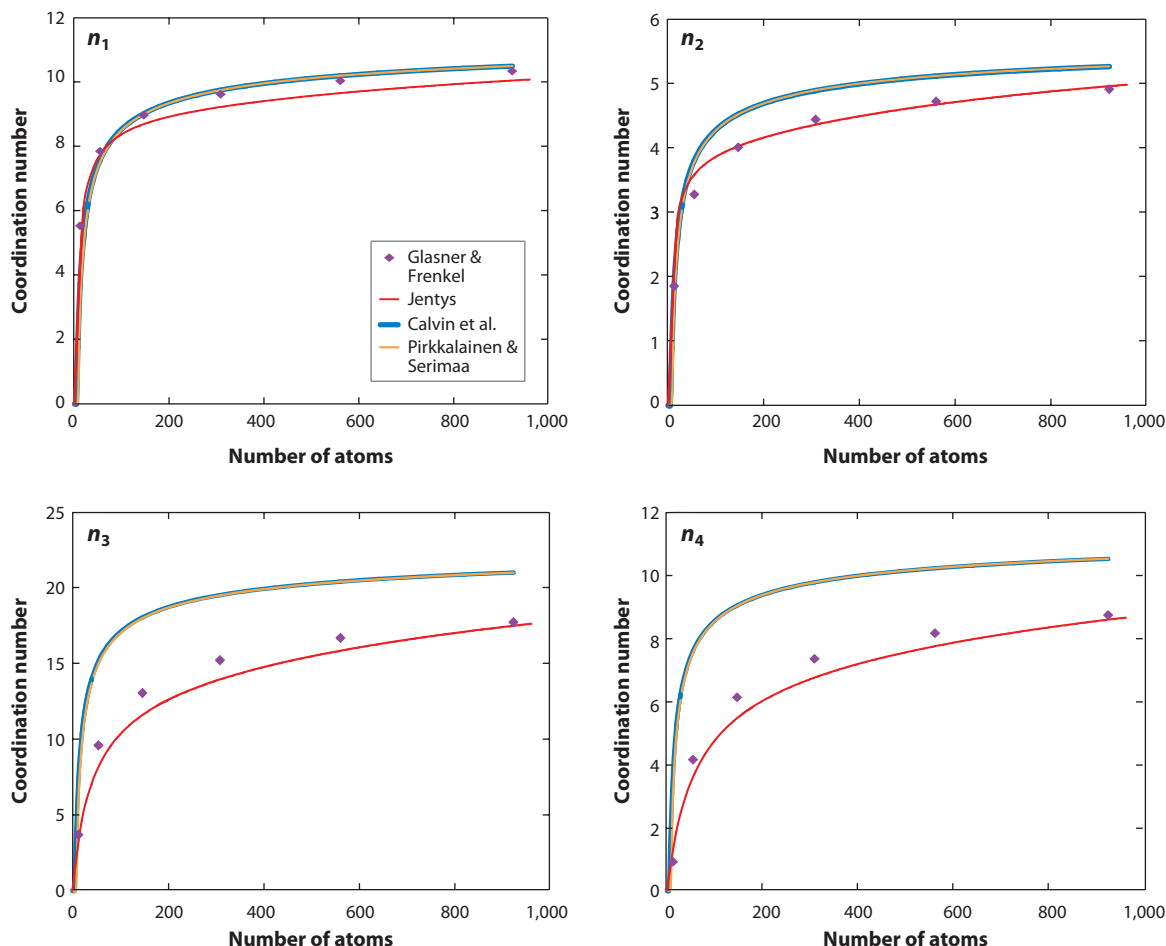 n1
12
10
8
6
4
2
0
Coordination number
0
200
400
600
800
1,000
Number of atoms
Glasner &
Frenkel
Jentys
Calvin et al.
Pirkkalainen &
Serimaa
n2
6
5
4
3
2
1
0
Coordination number
0
200
400
600
800
1,000
Number of atoms
n3
25
20
15
10
5
0
Coordination number
0
200
400
600
800
1,000
Number of atoms
n4
12
10
8
6
4
2
0
Coordination number
0
200
400
600
800
1,000
Number of atoms